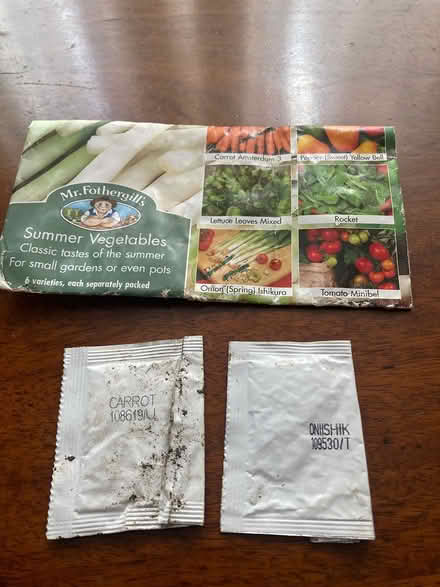 Mr. Fothergill's
Summer Vegetables
Classic tastes of the summer
For small gardens or even pots
6 varieties, each separately packed
Carrot Amsterdam 3
Pepper (Sweet) Yellow Bell
Lettuce Leaves Mixed
Rocket
Onion (Spring) Ishikura
Tomato Minibel
CARROT
108619/J
ONIISHIK
109530/T